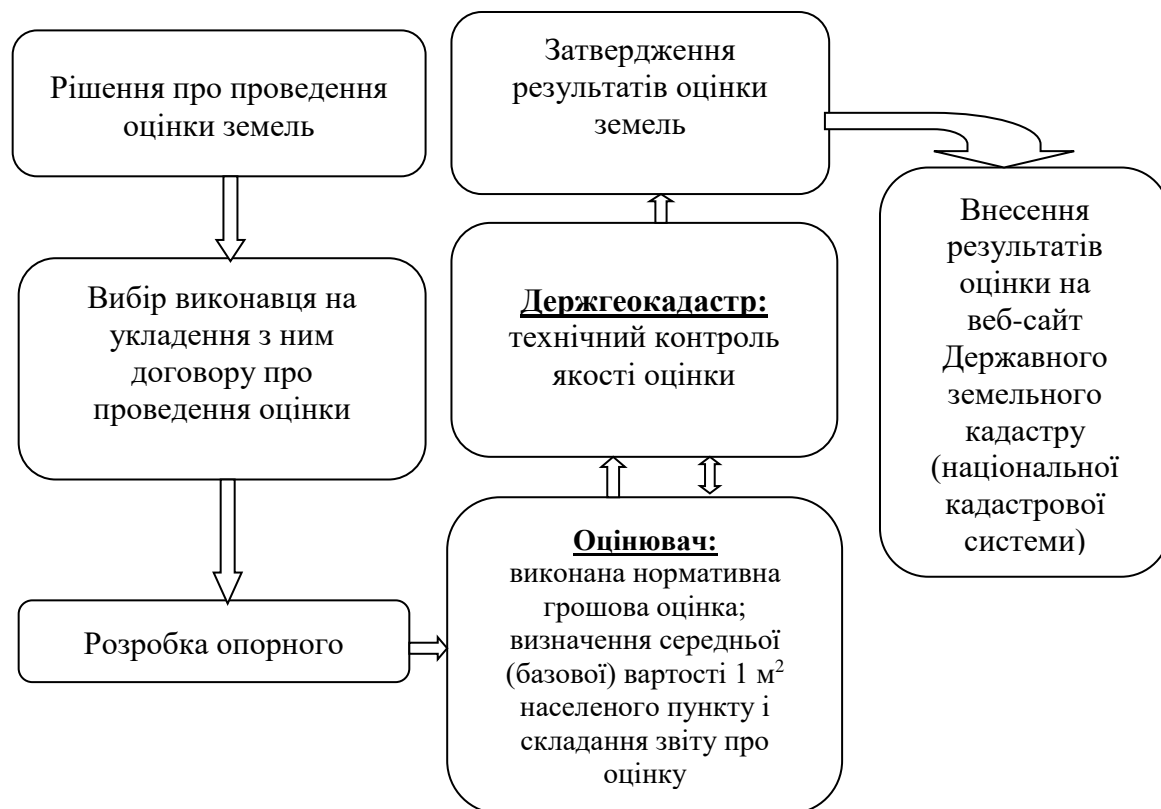 Рішення про проведення
оцінки земель
Вибір виконавця на
укладення з ним
договору про
проведення оцінки
Розробка опорного
Оцінювач:
виконана нормативна
грошова оцінка;
визначення середньої
(базової) вартості 1 м²
населеного пункту і
складання звіту про
оцінку
Держгеокадастр:
технічний контроль
якості оцінки
Затвердження
результатів оцінки
земель
Внесення
результатів
оцінки на
веб-сайт
Державного
земельного
кадастру
(національної
кадастрової
системи)